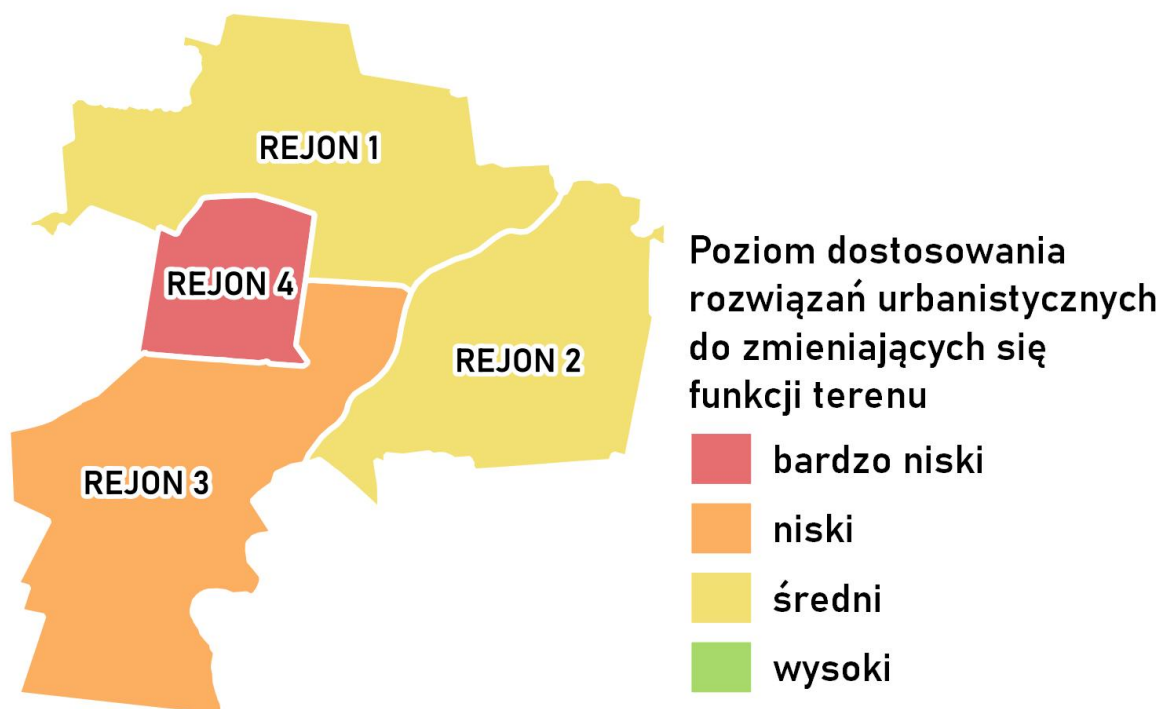 REJON 1
REJON 4
REJON 2
REJON 3
Poziom dostosowania
rozwiązań urbanistycznych
do zmieniających się
funkcji terenu
bardzo niski
niski
średni
wysoki